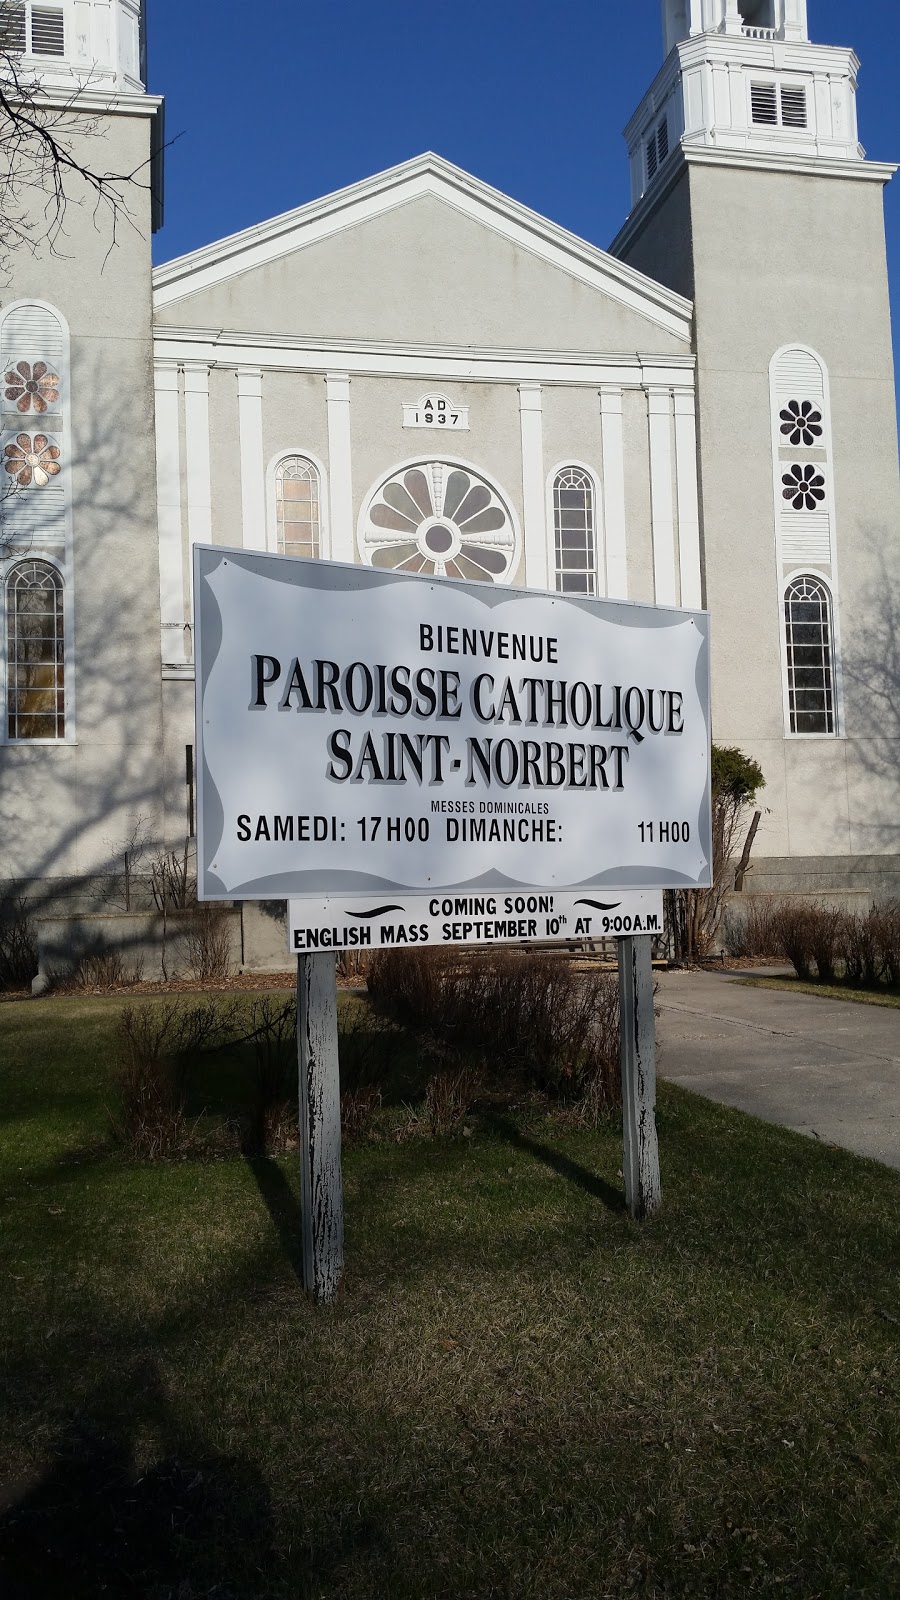 AD
1937
BIENVENUE
PAROISSE CATHOLIQUE
SAINT-NORBERT
MESSES DOMINICALES
SAMEDI: 17H00 DIMANCHE: 11H00
COMING SOON!
ENGLISH MASS SEPTEMBER 10th AT 9:00A.M.